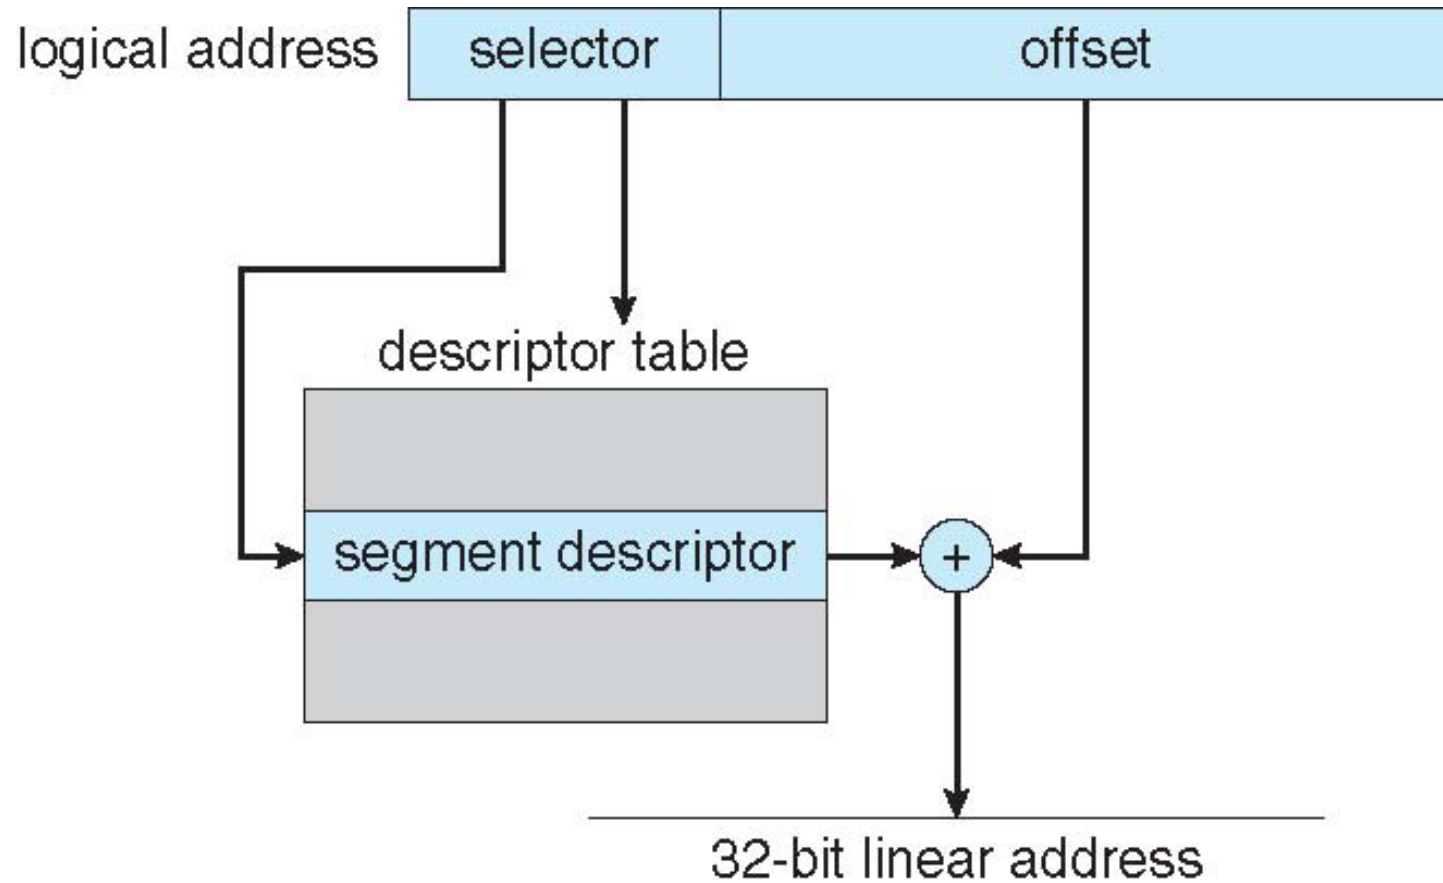 logical address selector offset
descriptor table
segment descriptor +
32-bit linear address